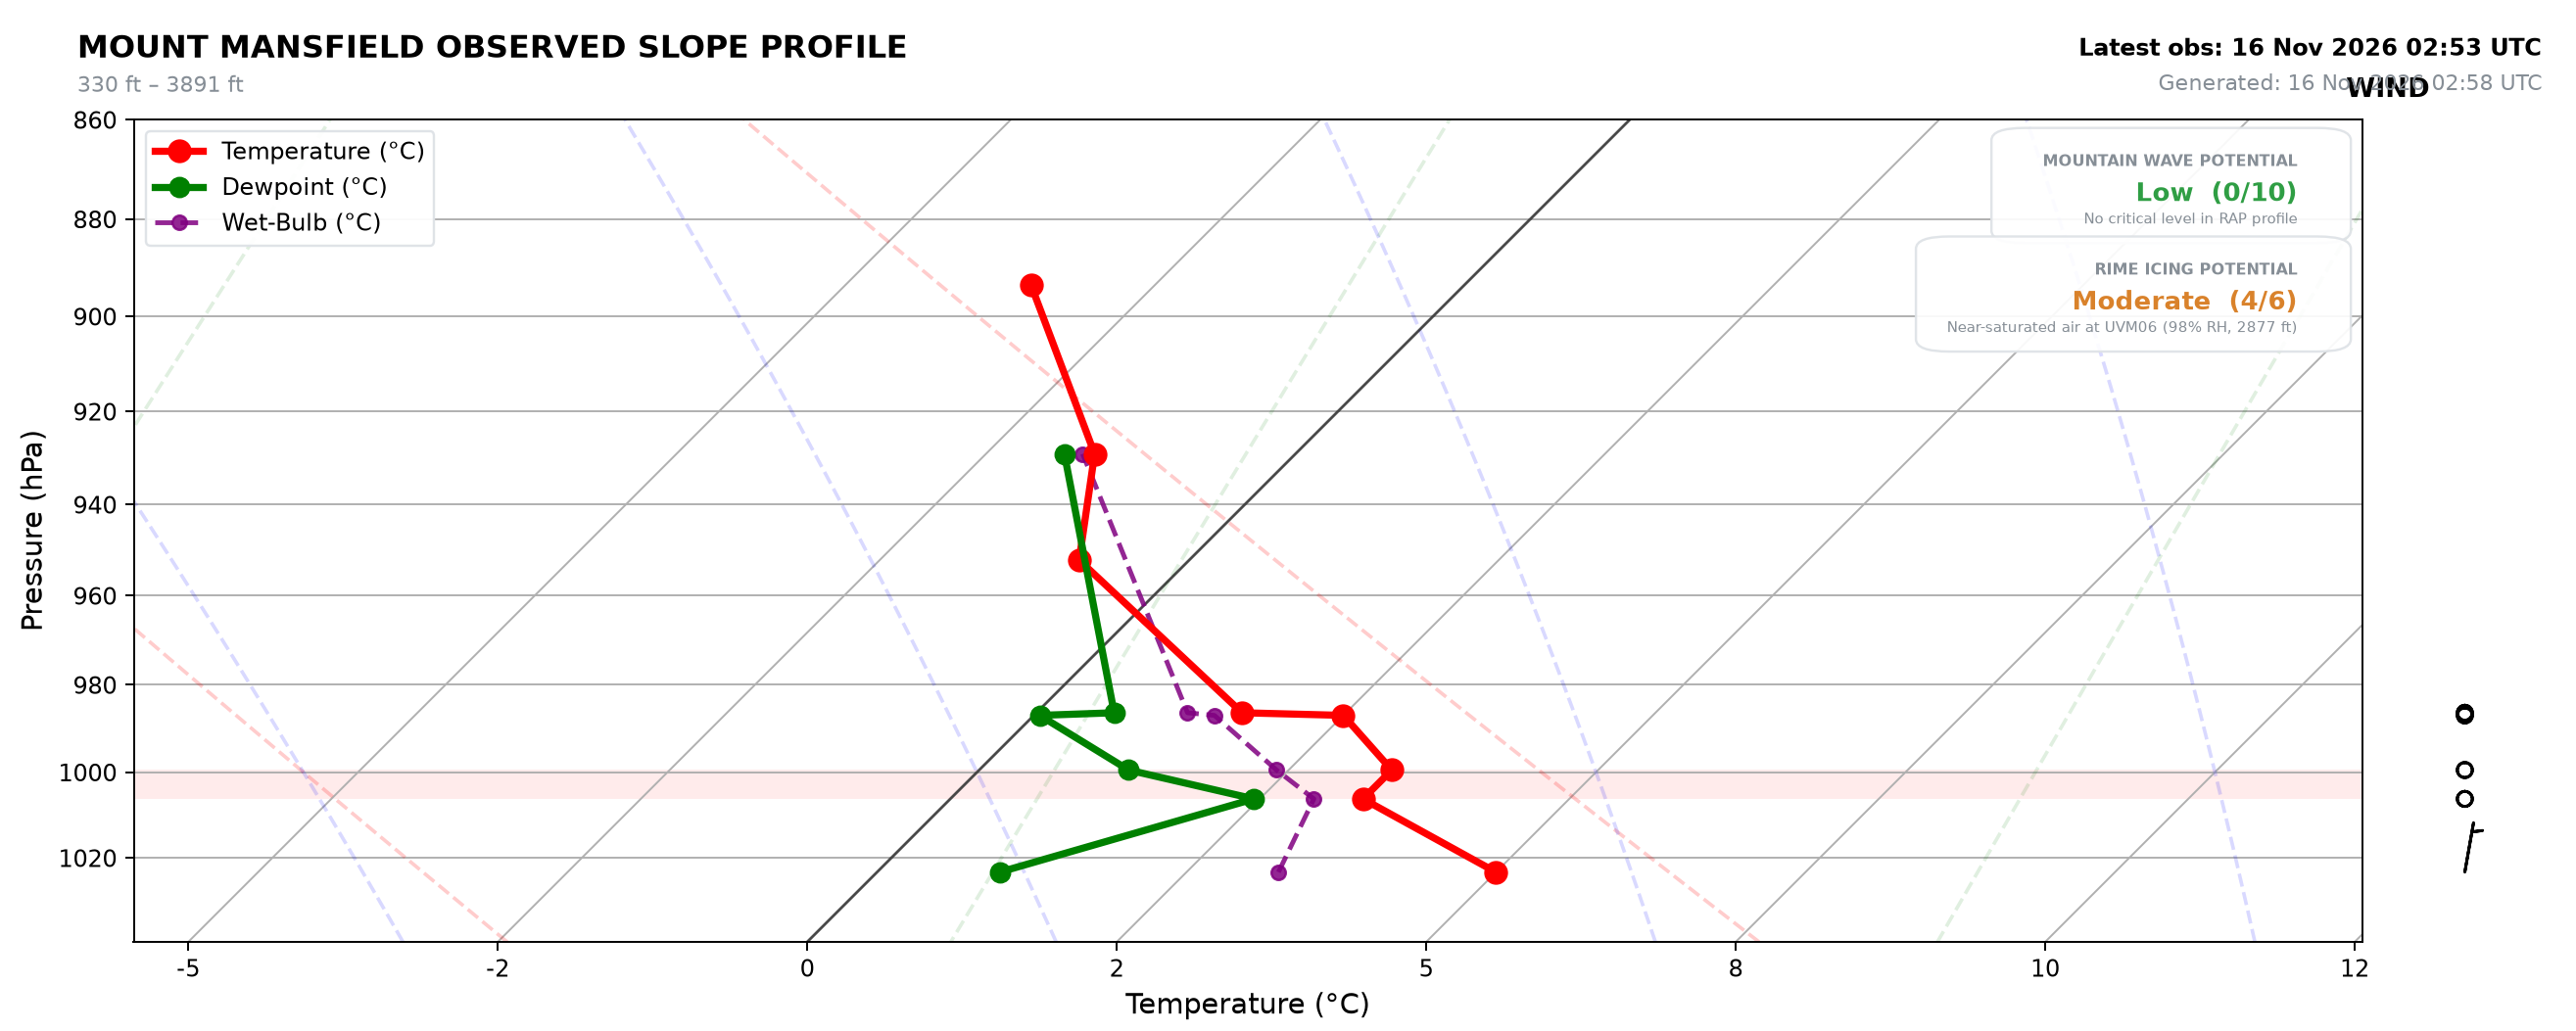 MOUNT MANSFIELD OBSERVED SLOPE PROFILE
330 ft – 3891 ft
Latest obs: 16 Nov 2026 02:53 UTC
Generated: 16 Nov 2026 02:58 UTC
WIND
Temperature (°C)
Dewpoint (°C)
Wet-Bulb (°C)
MOUNTAIN WAVE POTENTIAL
Low (0/10)
No critical level in RAP profile
RIME ICING POTENTIAL
Moderate (4/6)
Near-saturated air at UVM06 (98% RH, 2877 ft)
Pressure (hPa)
860
880
900
920
940
960
980
1000
1020
-5 -2 0 2 5 8 10 12
Temperature (°C)